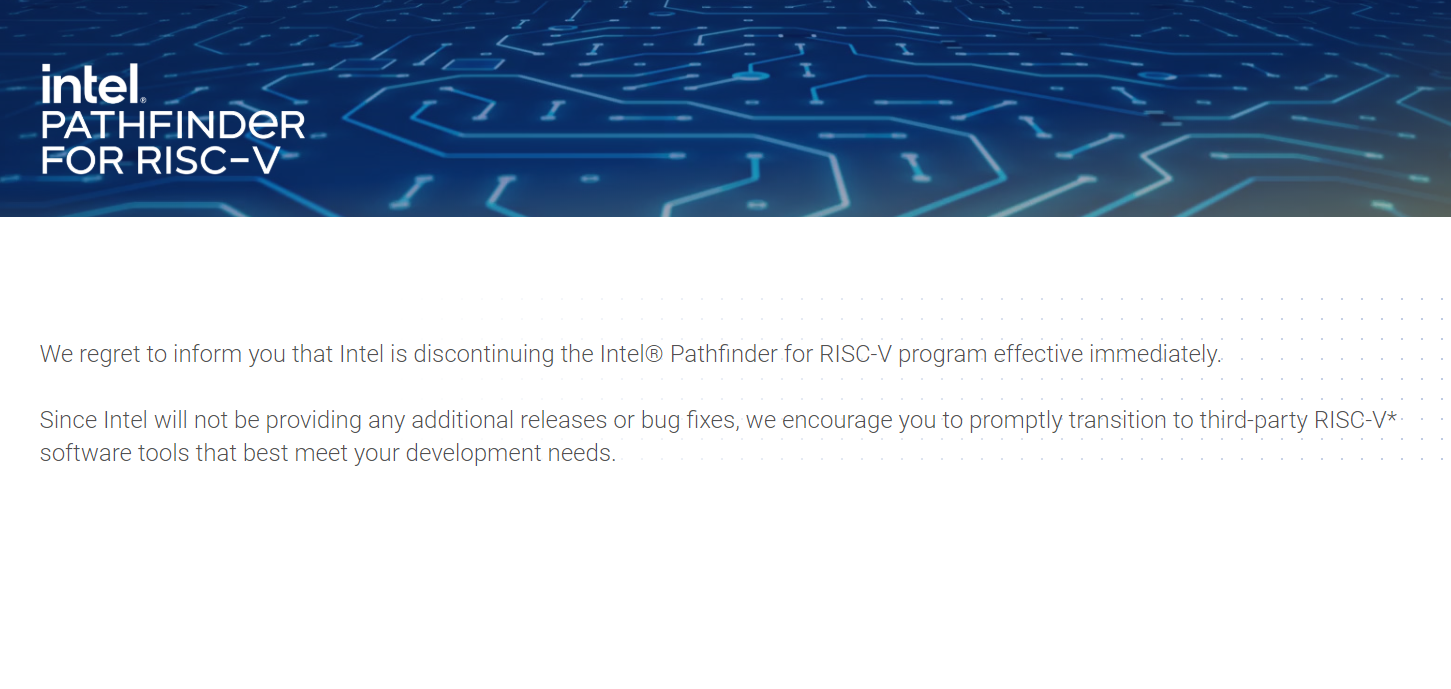 intel®
PATHFINDER
FOR RISC-V
We regret to inform you that Intel is discontinuing the Intel® Pathfinder for RISC-V program effective immediately.
Since Intel will not be providing any additional releases or bug fixes, we encourage you to promptly transition to third-party RISC-V*
software tools that best meet your development needs.